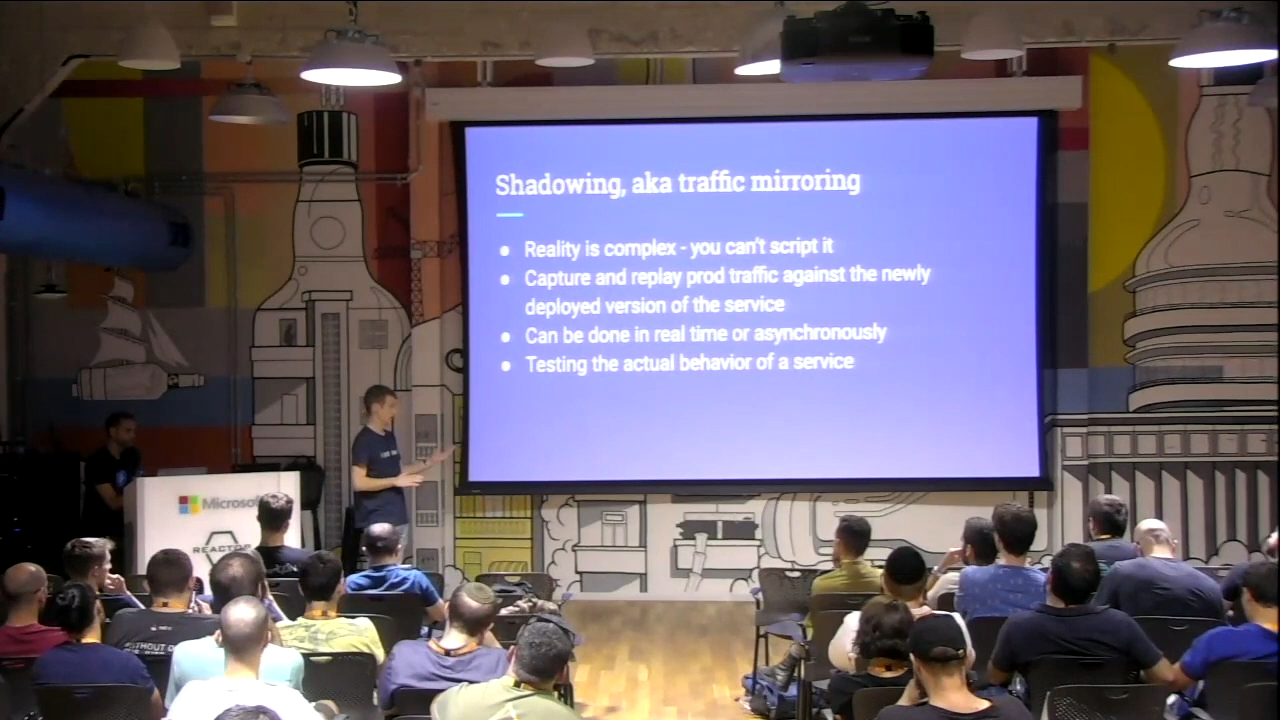 Shadowing, aka traffic mirroring
● Reality is complex - you can't script it
● Capture and replay prod traffic against the newly
deployed version of the service
● Can be done in real time or asynchronously
● Testing the actual behavior of a service
Microsoft
REACTOR
WITHOUT